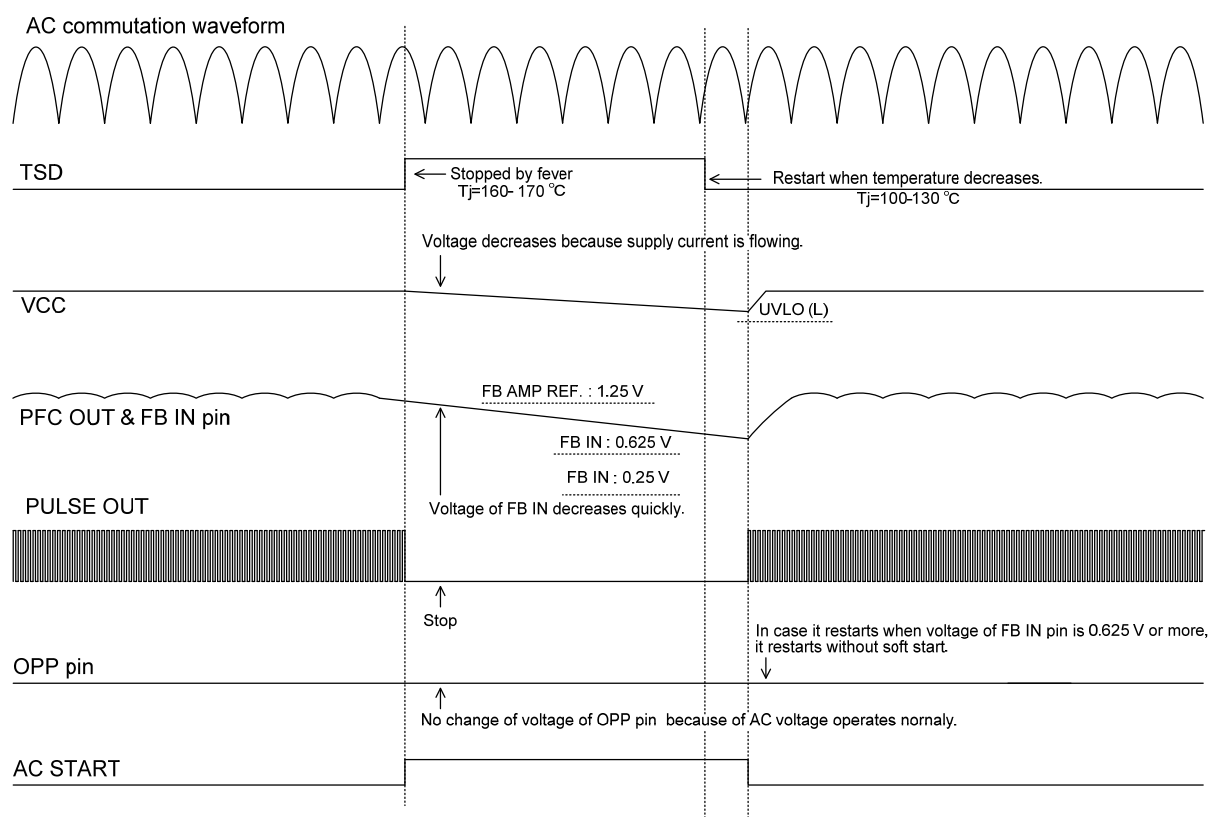 AC commutation waveform
TSD
Stopped by fever
Tj=160- 170 °C
Restart when temperature decreases.
Tj=100-130 °C
Voltage decreases because supply current is flowing.
VCC
UVLO (L)
FB AMP REF. : 1.25 V
PFC OUT & FB IN pin
FB IN : 0.625 V
FB IN : 0.25 V
PULSE OUT
Voltage of FB IN decreases quickly.
Stop
In case it restarts when voltage of FB IN pin is 0.625 V or more,
it restarts without soft start.
OPP pin
No change of voltage of OPP pin because of AC voltage operates nornaly.
AC START